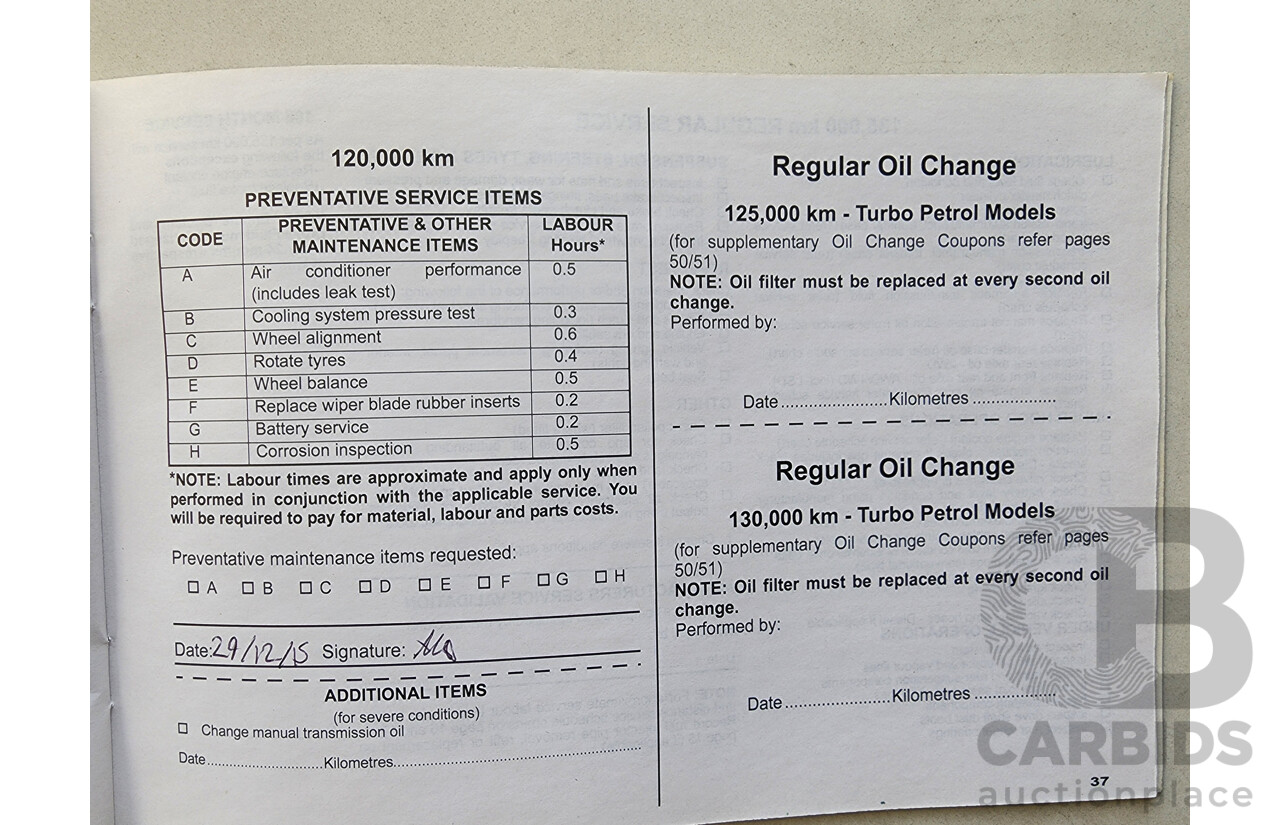 120,000 km
PREVENTATIVE SERVICE ITEMS
CODE PREVENTATIVE & OTHER MAINTENANCE ITEMS LABOUR Hours*
A Air conditioner performance (includes leak test) 0.5
B Cooling system pressure test 0.3
C Wheel alignment 0.6
D Rotate tyres 0.4
E Wheel balance 0.5
F Replace wiper blade rubber inserts 0.2
G Battery service 0.2
H Corrosion inspection 0.5
*NOTE: Labour times are approximate and apply only when
performed in conjunction with the applicable service. You
will be required to pay for material, labour and parts costs.
Preventative maintenance items requested:
☐ A ☐ B ☐ C ☐ D ☐ E ☐ F ☐ G ☐ H
Date: 29/12/15 Signature:
ADDITIONAL ITEMS
(for severe conditions)
☐ Change manual transmission oil
Date..........................Kilometres........................................................
Regular Oil Change
125,000 km - Turbo Petrol Models
(for supplementary Oil Change Coupons refer pages
50/51)
NOTE: Oil filter must be replaced at every second oil
change.
Performed by:
Date.......................Kilometres ..................
Regular Oil Change
130,000 km - Turbo Petrol Models
(for supplementary Oil Change Coupons refer pages
50/51)
NOTE: Oil filter must be replaced at every second oil
change.
Performed by:
Date.......................Kilometres ..................
37
CB
CARBIDS
auctionplace